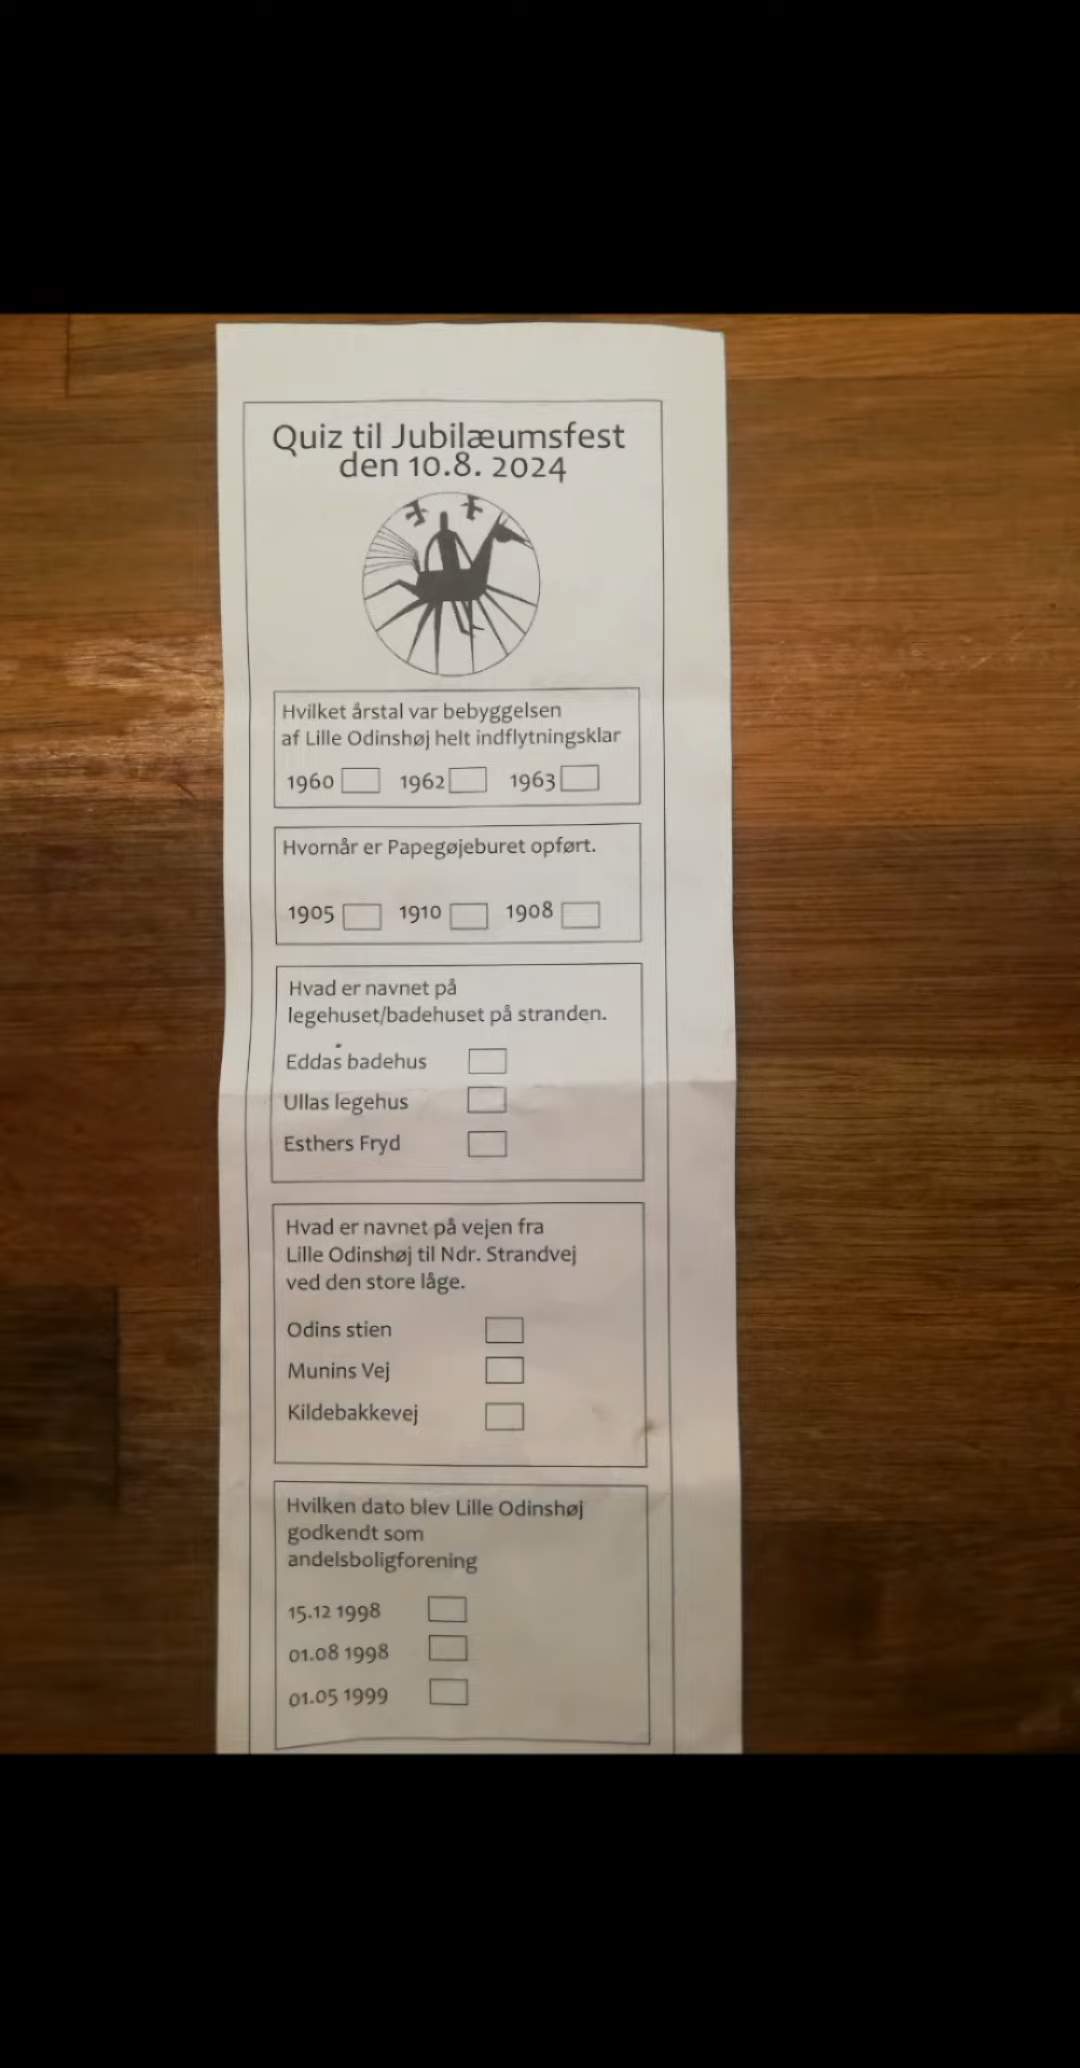 Quiz til Jubilæumsfest
den 10.8. 2024
Hvilket årstal var bebyggelsen
af Lille Odinshøj helt indflytningsklar
1960 1962 1963
Hvornår er Papegøjeburet opført.
1905 1910 1908
Hvad er navnet på
legehuset/badehuset på stranden.
Eddas badehus
Ullas legehus
Esthers Fryd
Hvad er navnet på vejen fra
Lille Odinshøj til Ndr. Strandvej
ved den store låge.
Odins stien
Munins Vej
Kildebakkevej
Hvilken dato blev Lille Odinshøj
godkendt som
andelsboligforening
15.12 1998
01.08 1998
01.05 1999